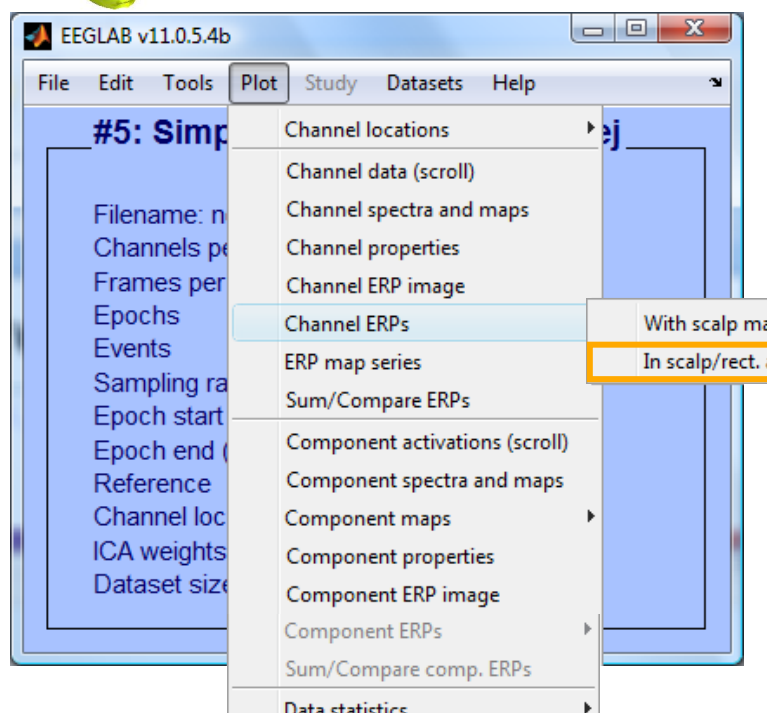 EEGLAB v11.0.5.4b
File Edit Tools Plot Study Datasets Help
#5: Simp ej
Channel locations
Channel data (scroll)
Filename: n
Channel spectra and maps
Channels pe
Channel properties
Frames per
Channel ERP image
Epochs
Channel ERPs
With scalp ma
Events
ERP map series
In scalp/rect.
Sampling ra
Sum/Compare ERPs
Epoch start
Component activations (scroll)
Epoch end (
Component spectra and maps
Reference
Component maps
Channel loc
Component properties
ICA weights
Component ERP image
Dataset size
Component ERPs
Sum/Compare comp. ERPs
Data statistics